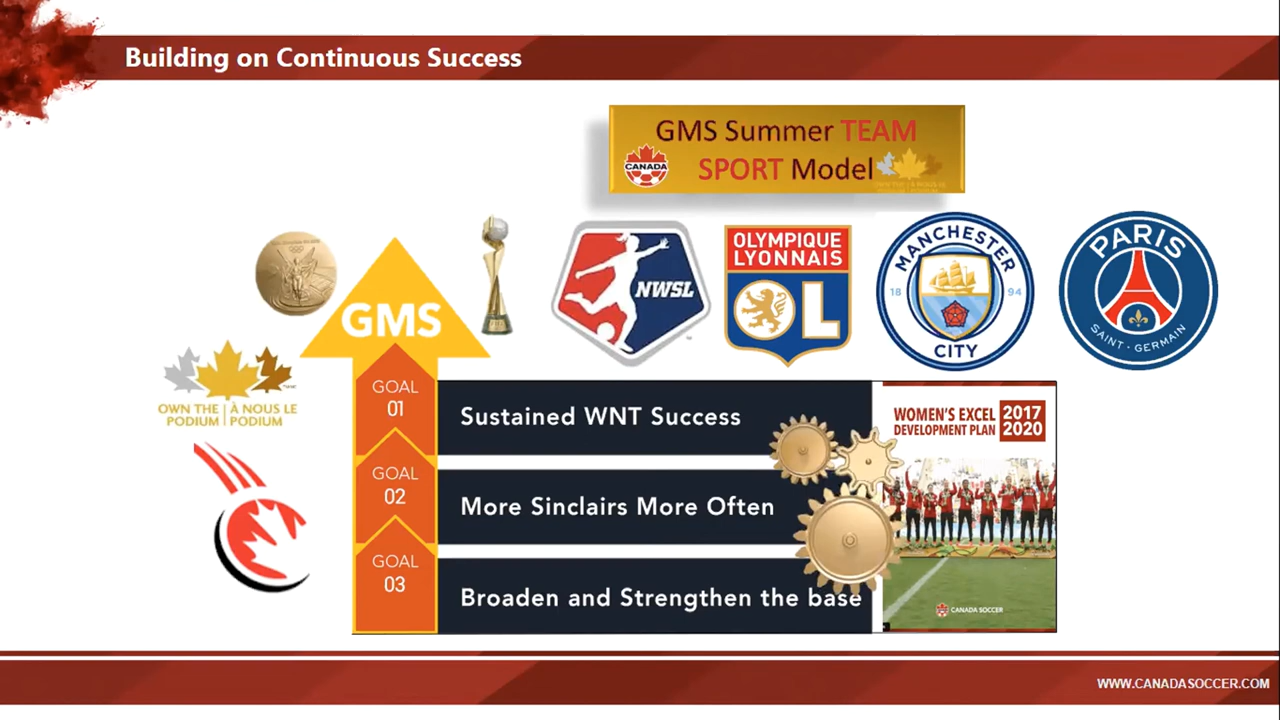 Building on Continuous Success
GMS Summer TEAM
SPORT Model
CANADA
GMS
NWSL
OLYMPIQUE
LYONNAIS
OL
MANCHESTER
18 94
CITY
PARIS
SAINT-GERMAIN
OWN THE | À NOUS LE
PODIUM | PODIUM
GOAL
01
Sustained WNT Success
GOAL
02
More Sinclairs More Often
GOAL
03
Broaden and Strengthen the base
WOMEN'S EXCEL
DEVELOPMENT PLAN
2017
2020
CANADA SOCCER
WWW.CANADASOCCER.COM